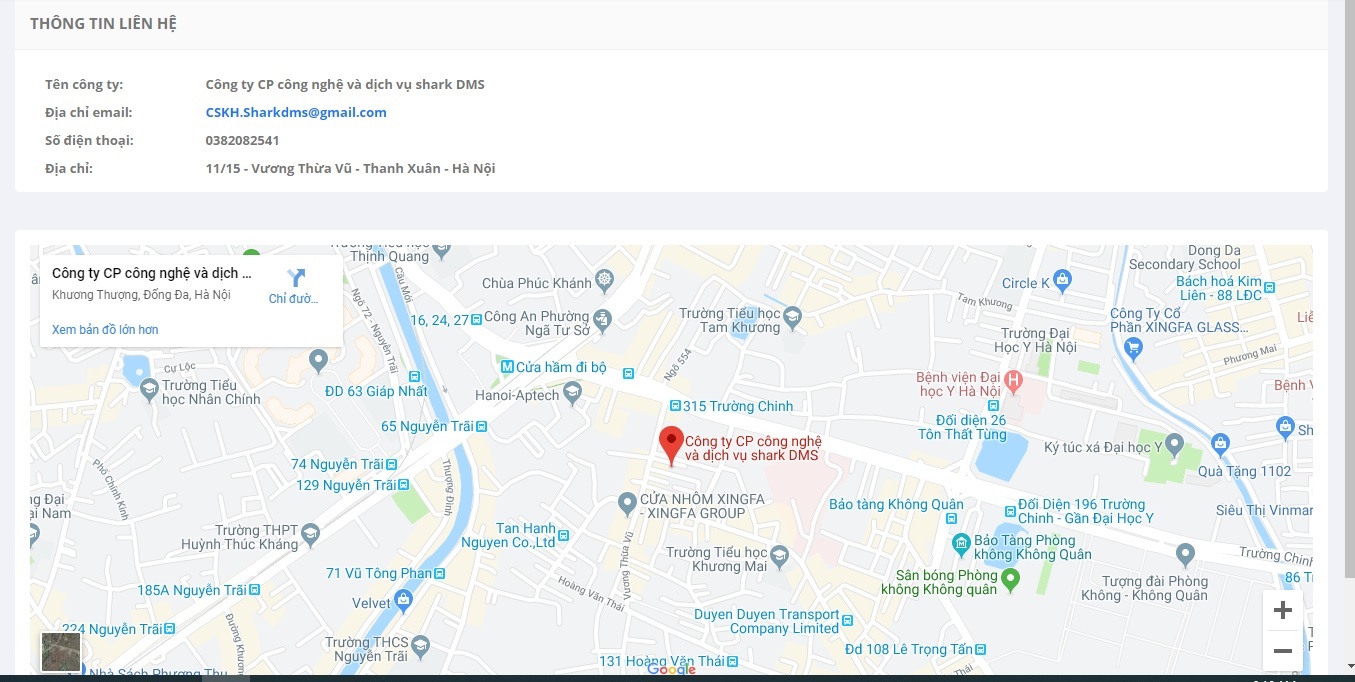 THÔNG TIN LIÊN HỆ
Tên công ty: Công ty CP công nghệ và dịch vụ shark DMS
Địa chỉ email: CSKH.Sharkdms@gmail.com
Số điện thoại: 0382082541
Địa chỉ: 11/15 - Vương Thừa Vũ - Thanh Xuân - Hà Nội
Công ty CP công nghệ và dịch ...
Khương Thượng, Đống Đa, Hà Nội
Chỉ đườ...
Xem bản đồ lớn hơn
Thịnh Quang
Cầu Mới
Ngõ 72 - Nguyễn Trãi
Chùa Phúc Khánh
16, 24, 27
Công An Phường
Ngã Tư Sở
Trường Tiểu học
Tam Khương
Circle K
Tam Khương
Dong Da
Secondary School
Bách hoá Kim
Liên - 88 LĐC
Công Ty Cổ
Phần XINGFA GLASS...
Trường Đại
Học Y Hà Nội
Phương Mai
Cự Lộc
Trường Tiểu
học Nhân Chính
ĐD 63 Giáp Nhất
Cửa hầm đi bộ
Hanoi-Aptech
Ngõ 554
315 Trường Chinh
Bệnh viện Đại
học Y Hà Nội
Đối diện 26
Tôn Thất Tùng
65 Nguyễn Trãi
Công ty CP công nghệ
và dịch vụ shark DMS
Ký túc xá Đại học Y
Quà Tặng 1102
74 Nguyễn Trãi
129 Nguyễn Trãi
Phố Chính Kinh
Thượng Đình
CỬA NHÔM XINGFA
- XINGFA GROUP
Bảo tàng Không Quân
Đối Diện 196 Trường
Chinh - Gần Đại Học Y
Siêu Thị Vinmar
Trường THPT
Huỳnh Thúc Kháng
Tan Hanh
Nguyen Co.,Ltd
Vương Thừa Vũ
Trường Tiểu học
Khương Mai
Bảo Tàng Phòng
không Không Quân
Trường Chinh
71 Vũ Tông Phan
Hoàng Văn Thái
Sân bóng Phòng
không Không quân
Tượng đài Phòng
Không - Không Quân
86 T
185A Nguyễn Trãi
Velvet
Duyen Duyen Transport
Company Limited
224 Nguyễn Trãi
Đường Khương
Trường THCS
Nguyễn Trãi
131 Hoàng Văn Thái
Đd 108 Lê Trọng Tấn
Nhà Sách Phương Thu
Google